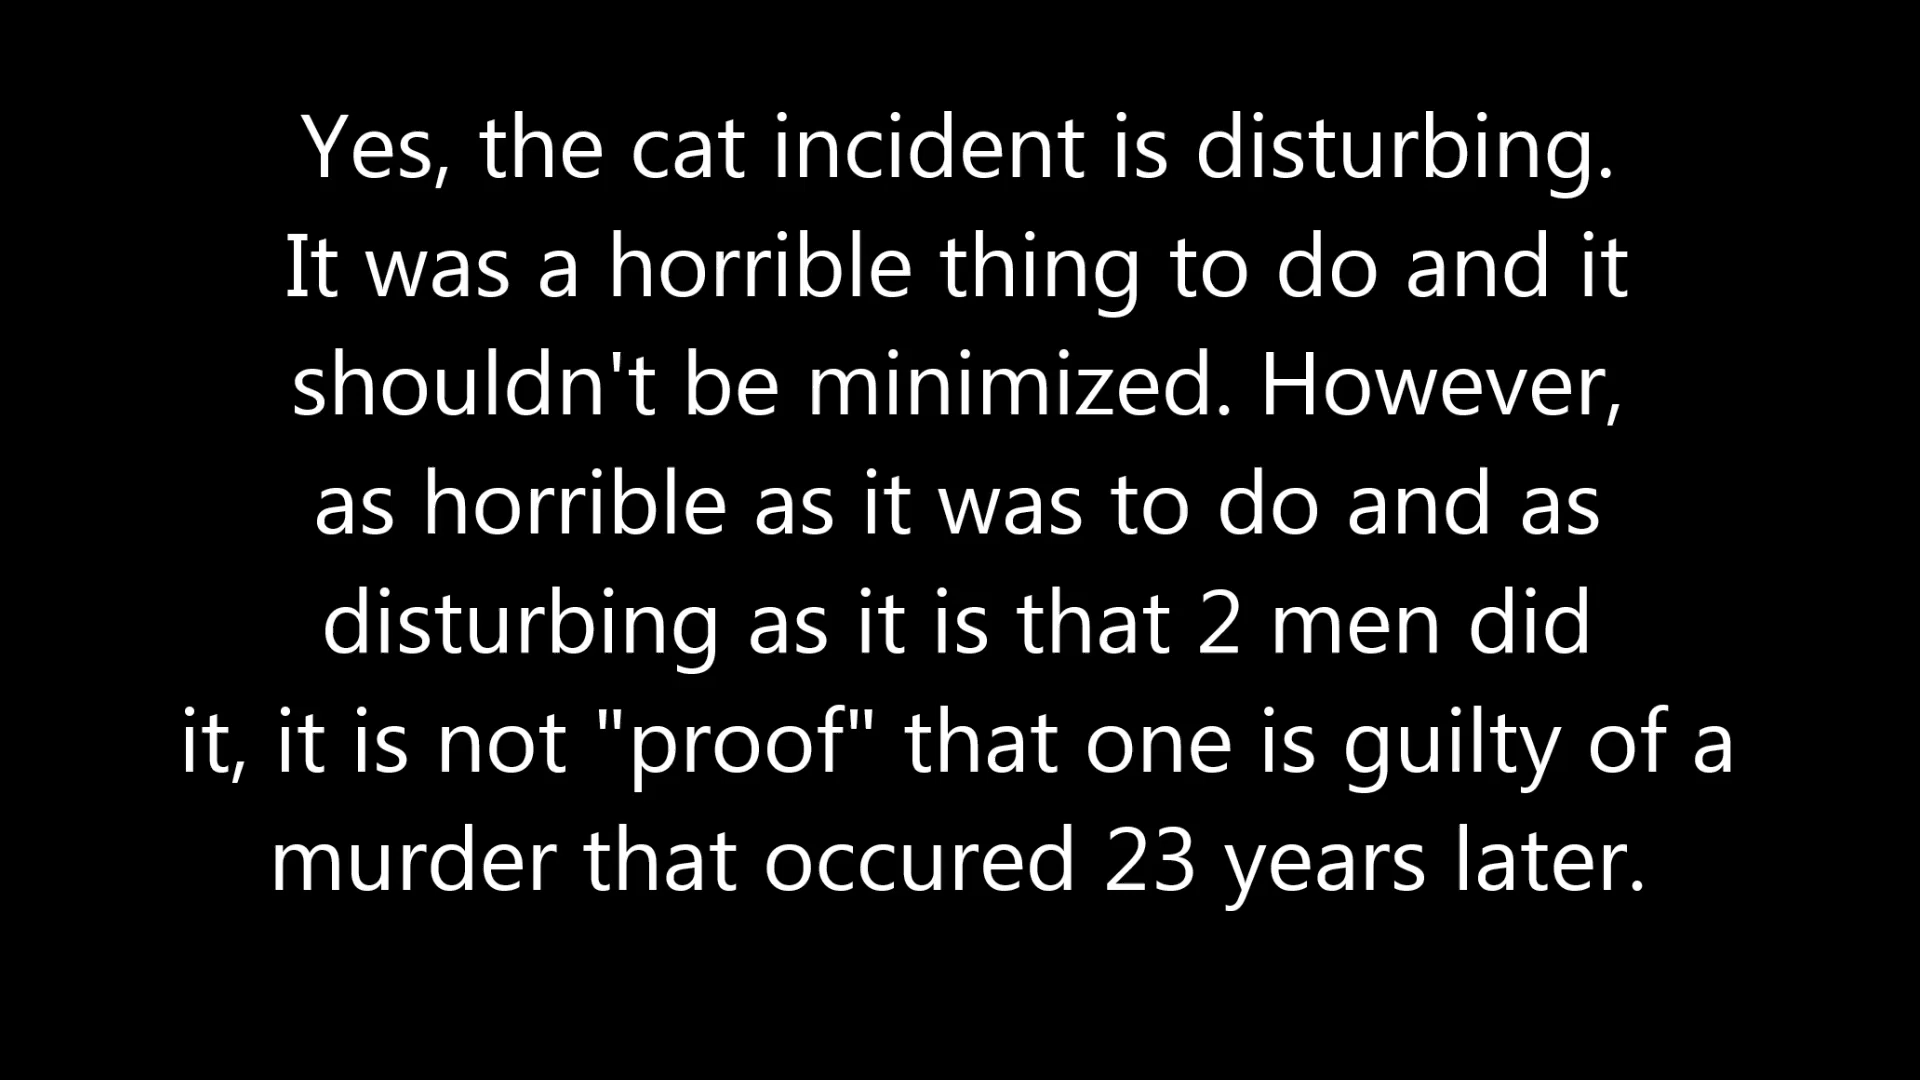 Yes, the cat incident is disturbing.
It was a horrible thing to do and it
shouldn't be minimized. However,
as horrible as it was to do and as
disturbing as it is that 2 men did
it, it is not "proof" that one is guilty of a
murder that occured 23 years later.